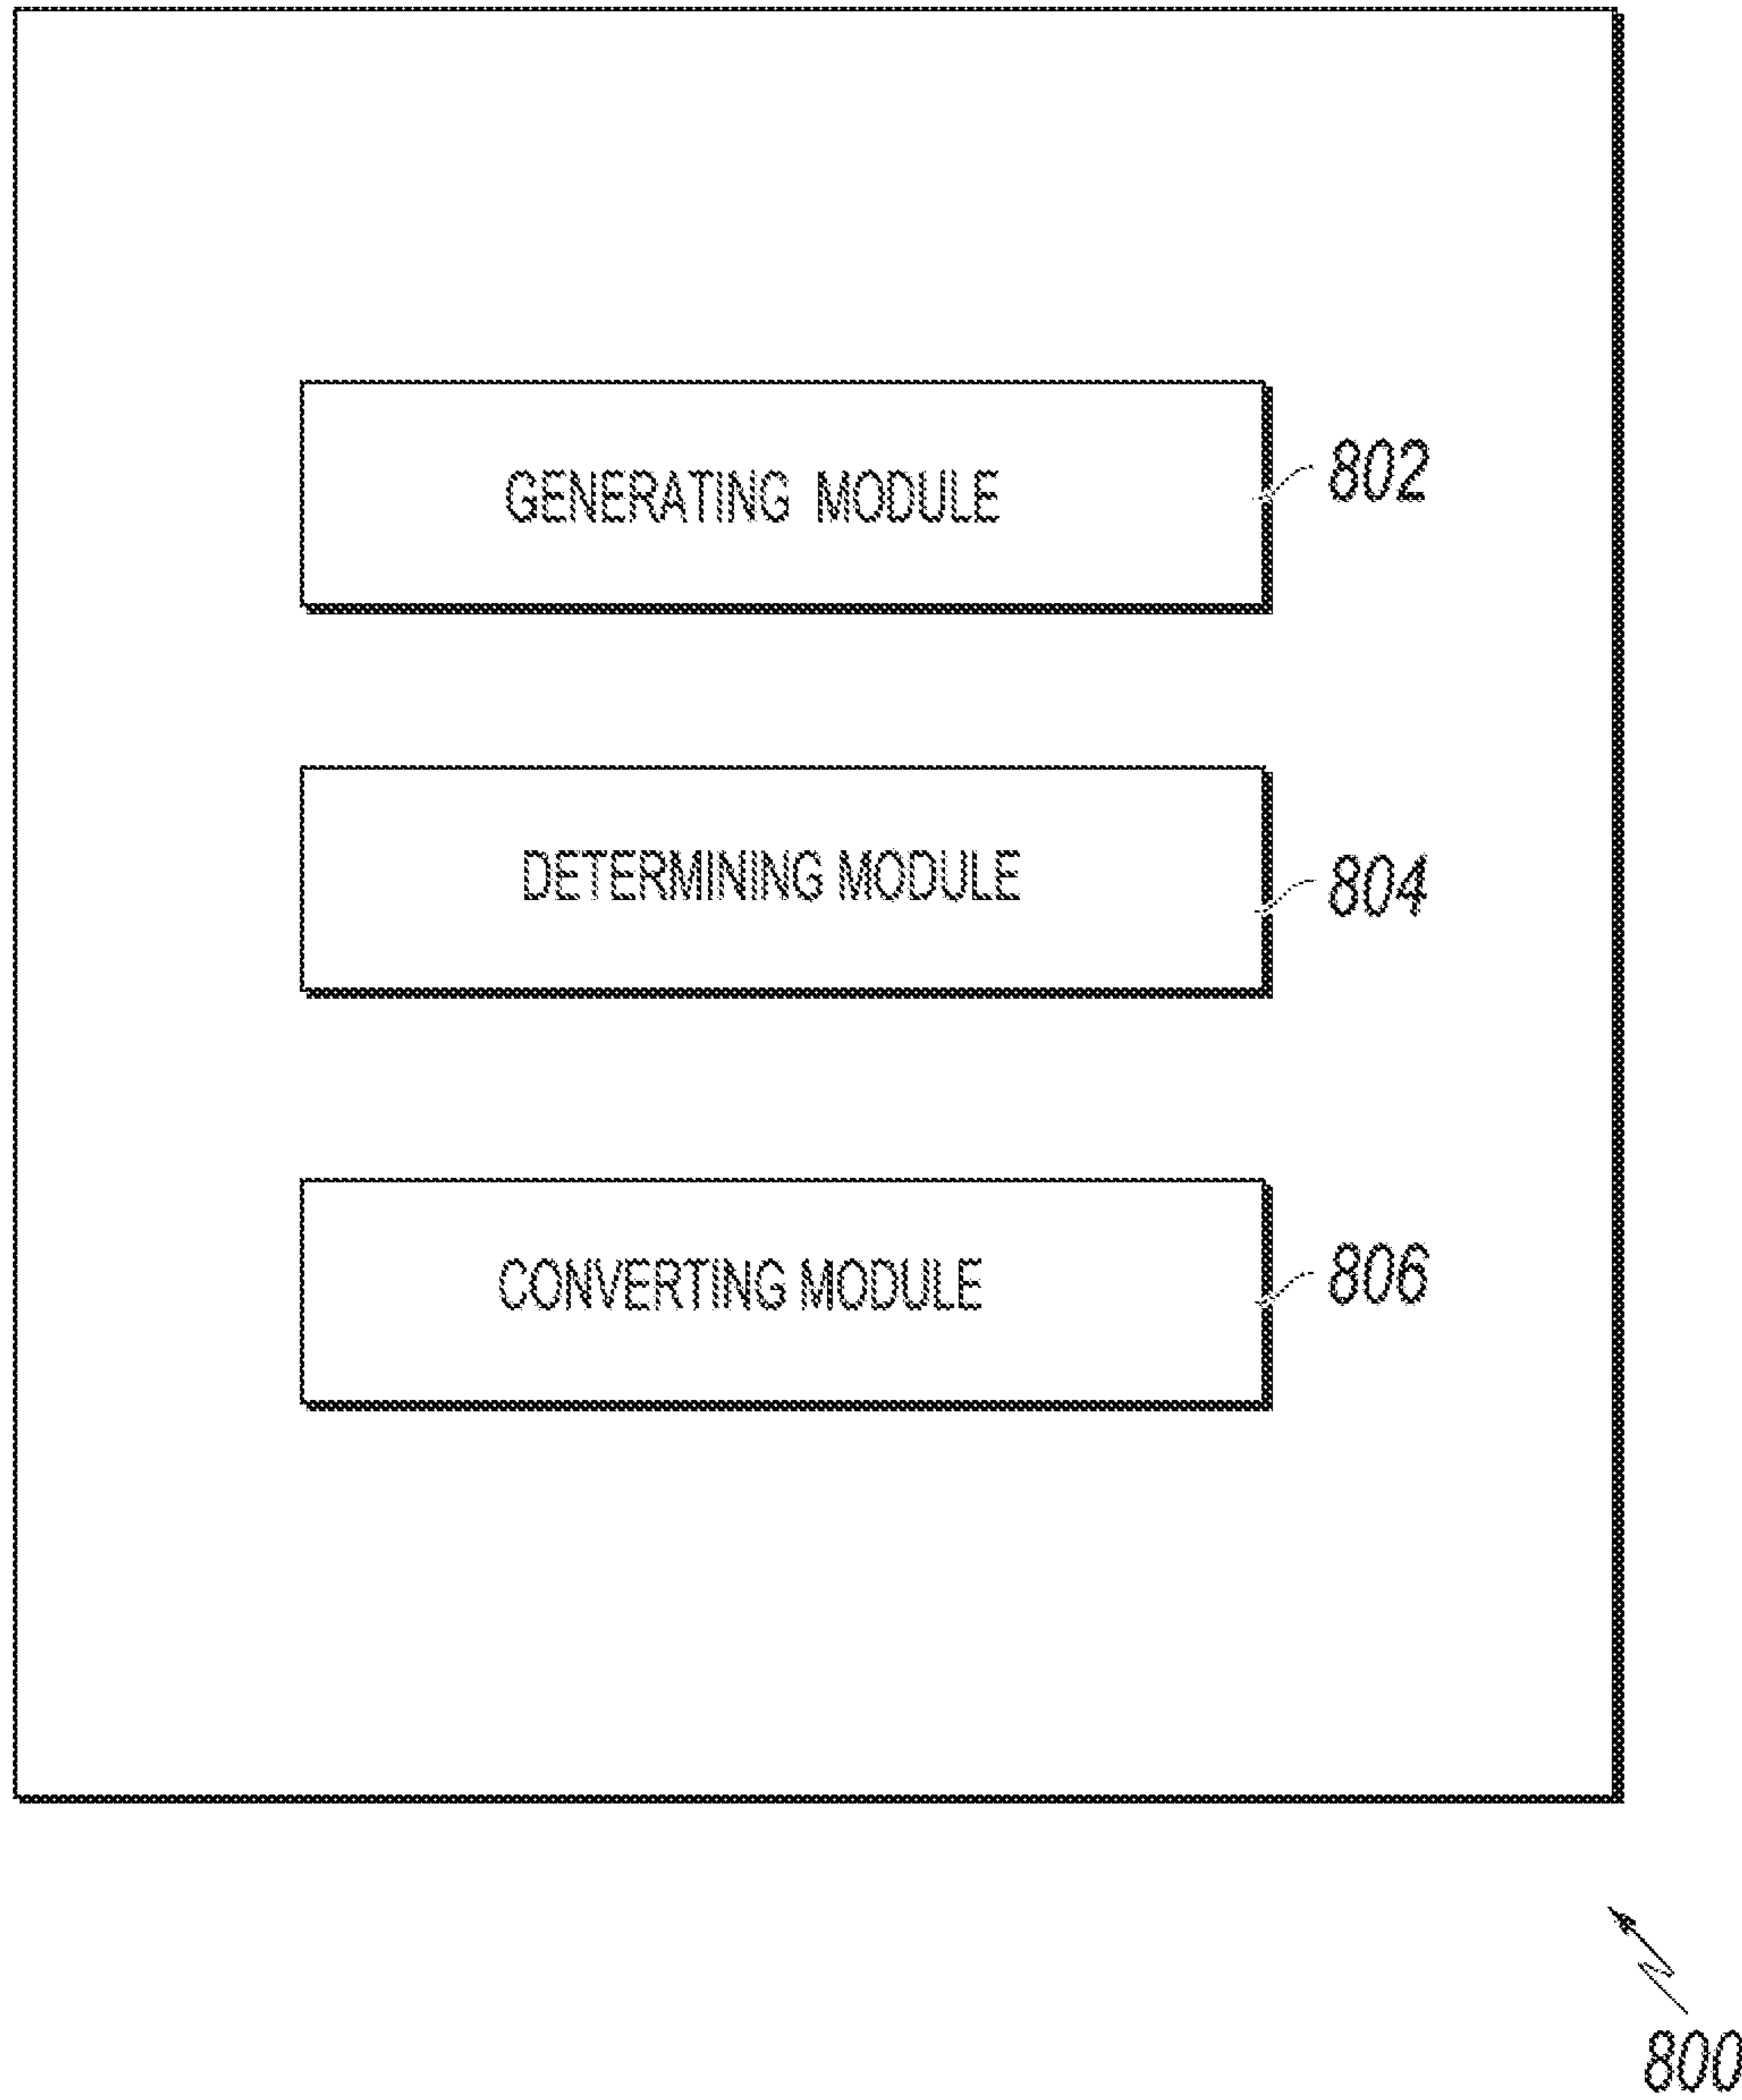 GENERATING MODULE
802
DETERMINING MODULE
804
CONVERTING MODULE
806
800